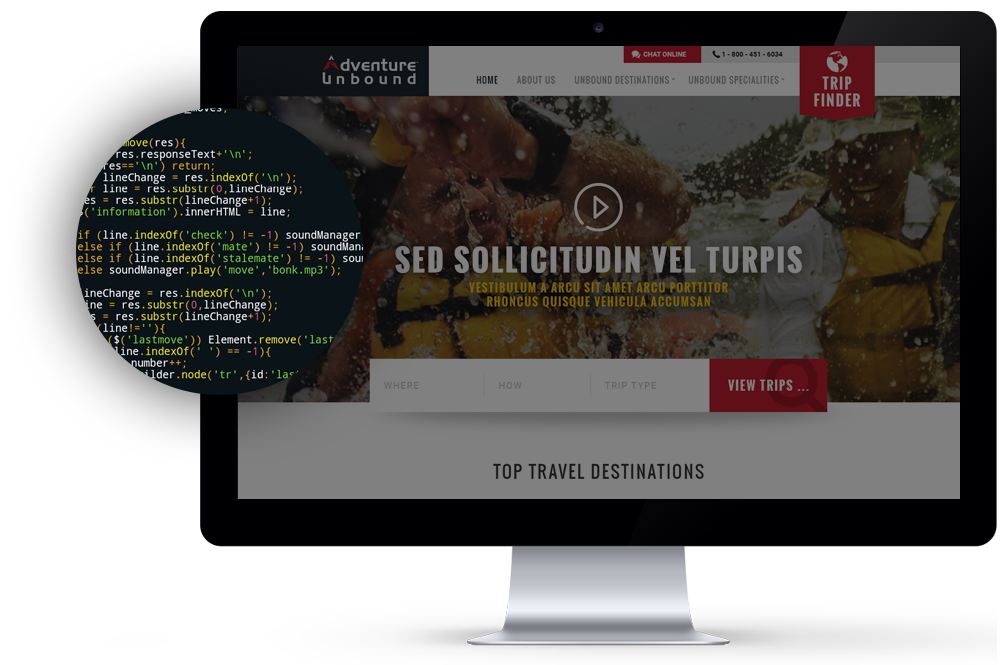 CHAT ONLINE
1 - 800 - 451 - 6034
Adventure
unbound
HOME
ABOUT US
UNBOUND DESTINATIONS
UNBOUND SPECIALITIES
TRIP
FINDER
_moves;
move(res){
res.responseText+'\n';
res=='\n') return;
lineChange = res.indexOf('\n');
line = res.substr(0,lineChange);
es = res.substr(lineChange+1);
('information').innerHTML = line;
if (line.indexOf('check') != -1) soundManager
else if (line.indexOf('mate') != -1) soundMana
else if (line.indexOf('stalemate') != -1) soun
else soundManager.play('move','bonk.mp3');
ineChange = res.indexOf('\n');
ine = res.substr(0,lineChange);
s = res.substr(lineChange+1);
(line!=''){
($('lastmove')) Element.remove('last
line.indexOf(' ') == -1){
number++;
ilder.node('tr',{id:'last
SED SOLLICITUDIN VEL TURPIS
VESTIBULUM A ARCU SIT AMET ARCU PORTTITOR
RHONCUS QUISQUE VEHICULA ACCUMSAN
WHERE
HOW
TRIP TYPE
VIEW TRIPS ...
TOP TRAVEL DESTINATIONS